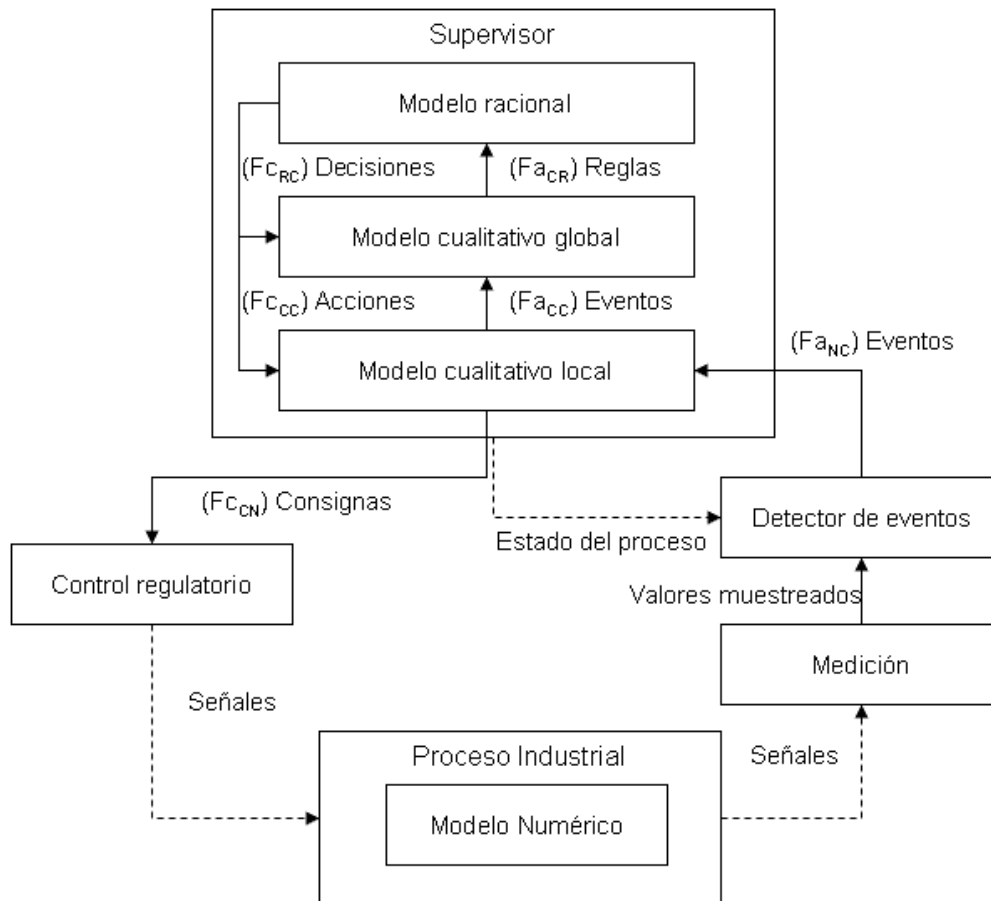 Supervisor
Modelo racional
(Fc_RC) Decisiones
(Fa_CR) Reglas
Modelo cualitativo global
(Fc_CC) Acciones
(Fa_CC) Eventos
Modelo cualitativo local
(Fa_NC) Eventos
(Fc_CN) Consignas
Estado del proceso
Detector de eventos
Control regulatorio
Valores muestreados
Medición
Señales
Señales
Proceso Industrial
Modelo Numérico